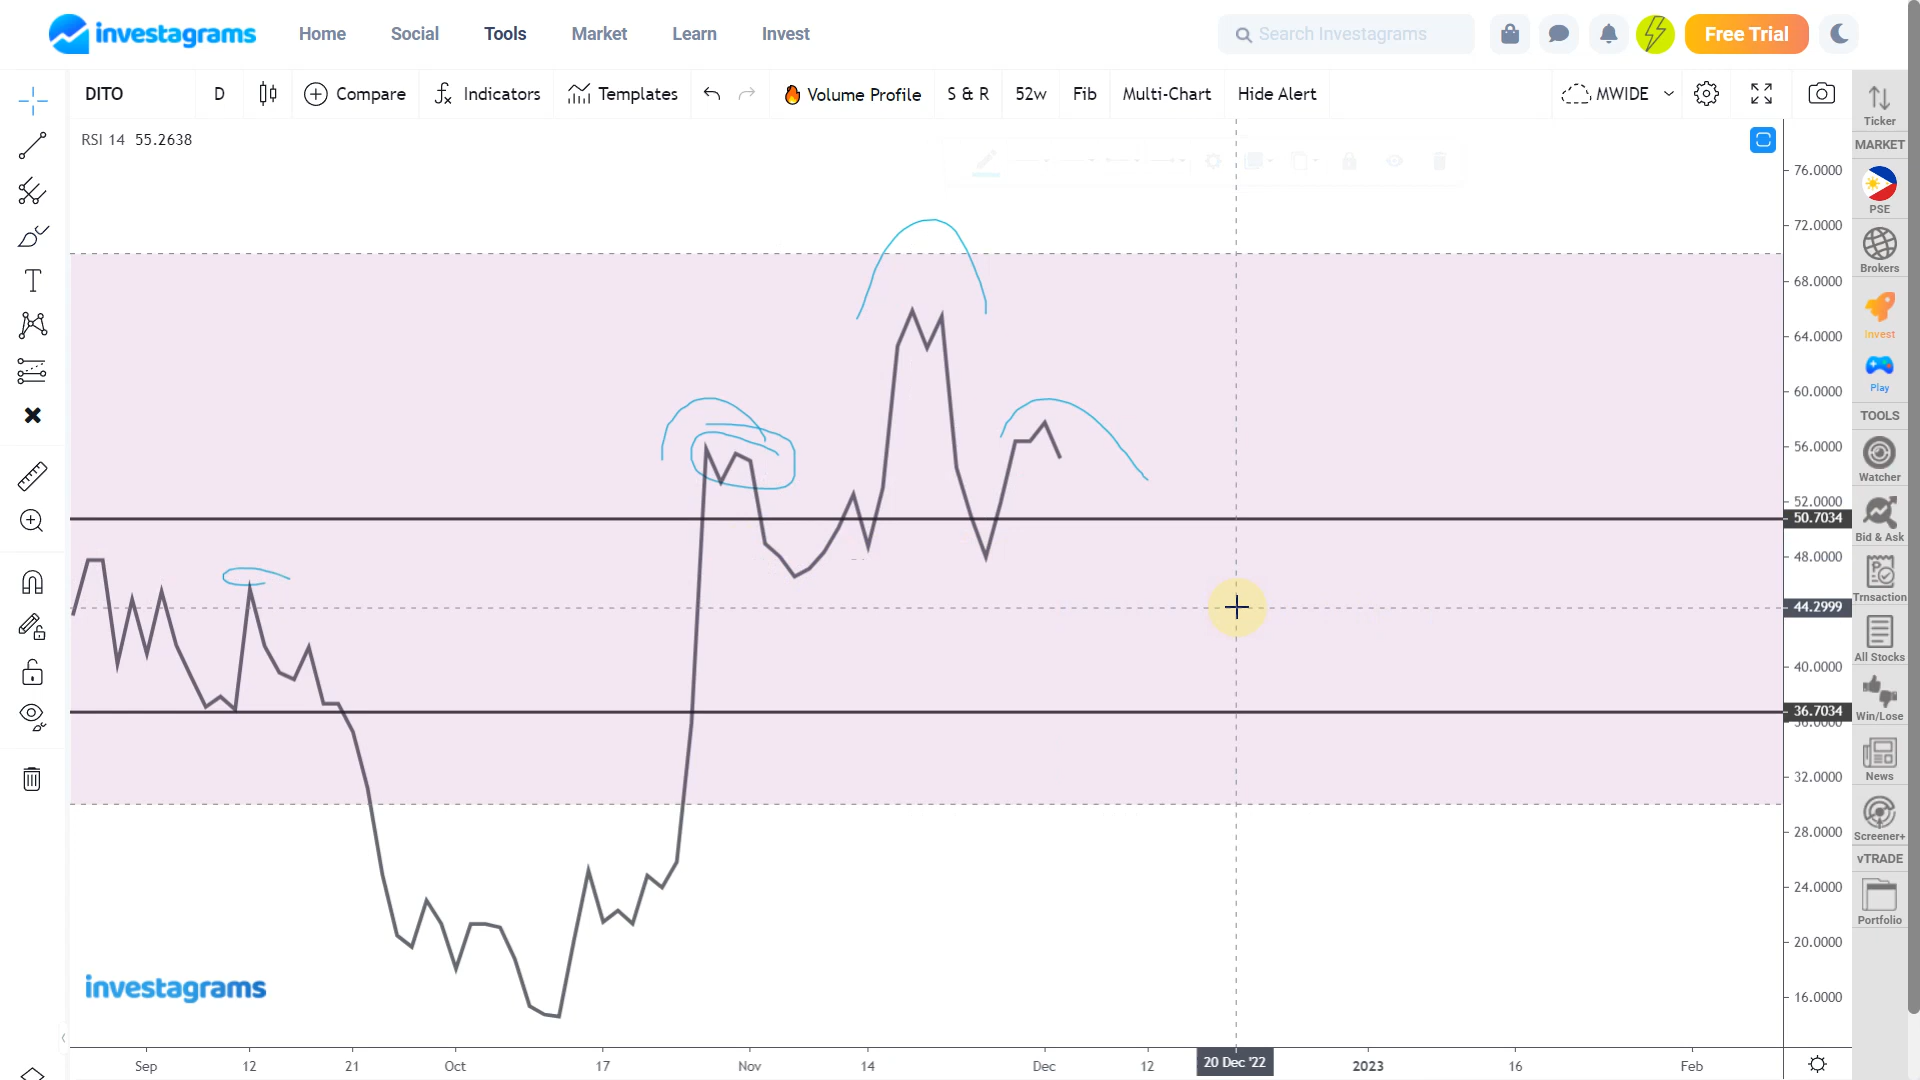 investagrams Home Social Tools Market Learn Invest Search Investagrams Free Trial
DITO D Compare Indicators Templates Volume Profile S & R 52w Fib Multi-Chart Hide Alert MWIDE
RSI 14 55.2638
76.0000
72.0000
68.0000
64.0000
60.0000
56.0000
52.0000
50.7034
48.0000
44.2999
40.0000
36.7034
36.0000
32.0000
28.0000
24.0000
20.0000
16.0000
Ticker
MARKET
PSE
Brokers
Invest
Play
TOOLS
Watcher
Bid & Ask
Trnsaction
All Stocks
Win/Lose
News
Screener+
vTRADE
Portfolio
investagrams
Sep 12 21 Oct 17 Nov 14 Dec 12 20 Dec '22 2023 16 Feb